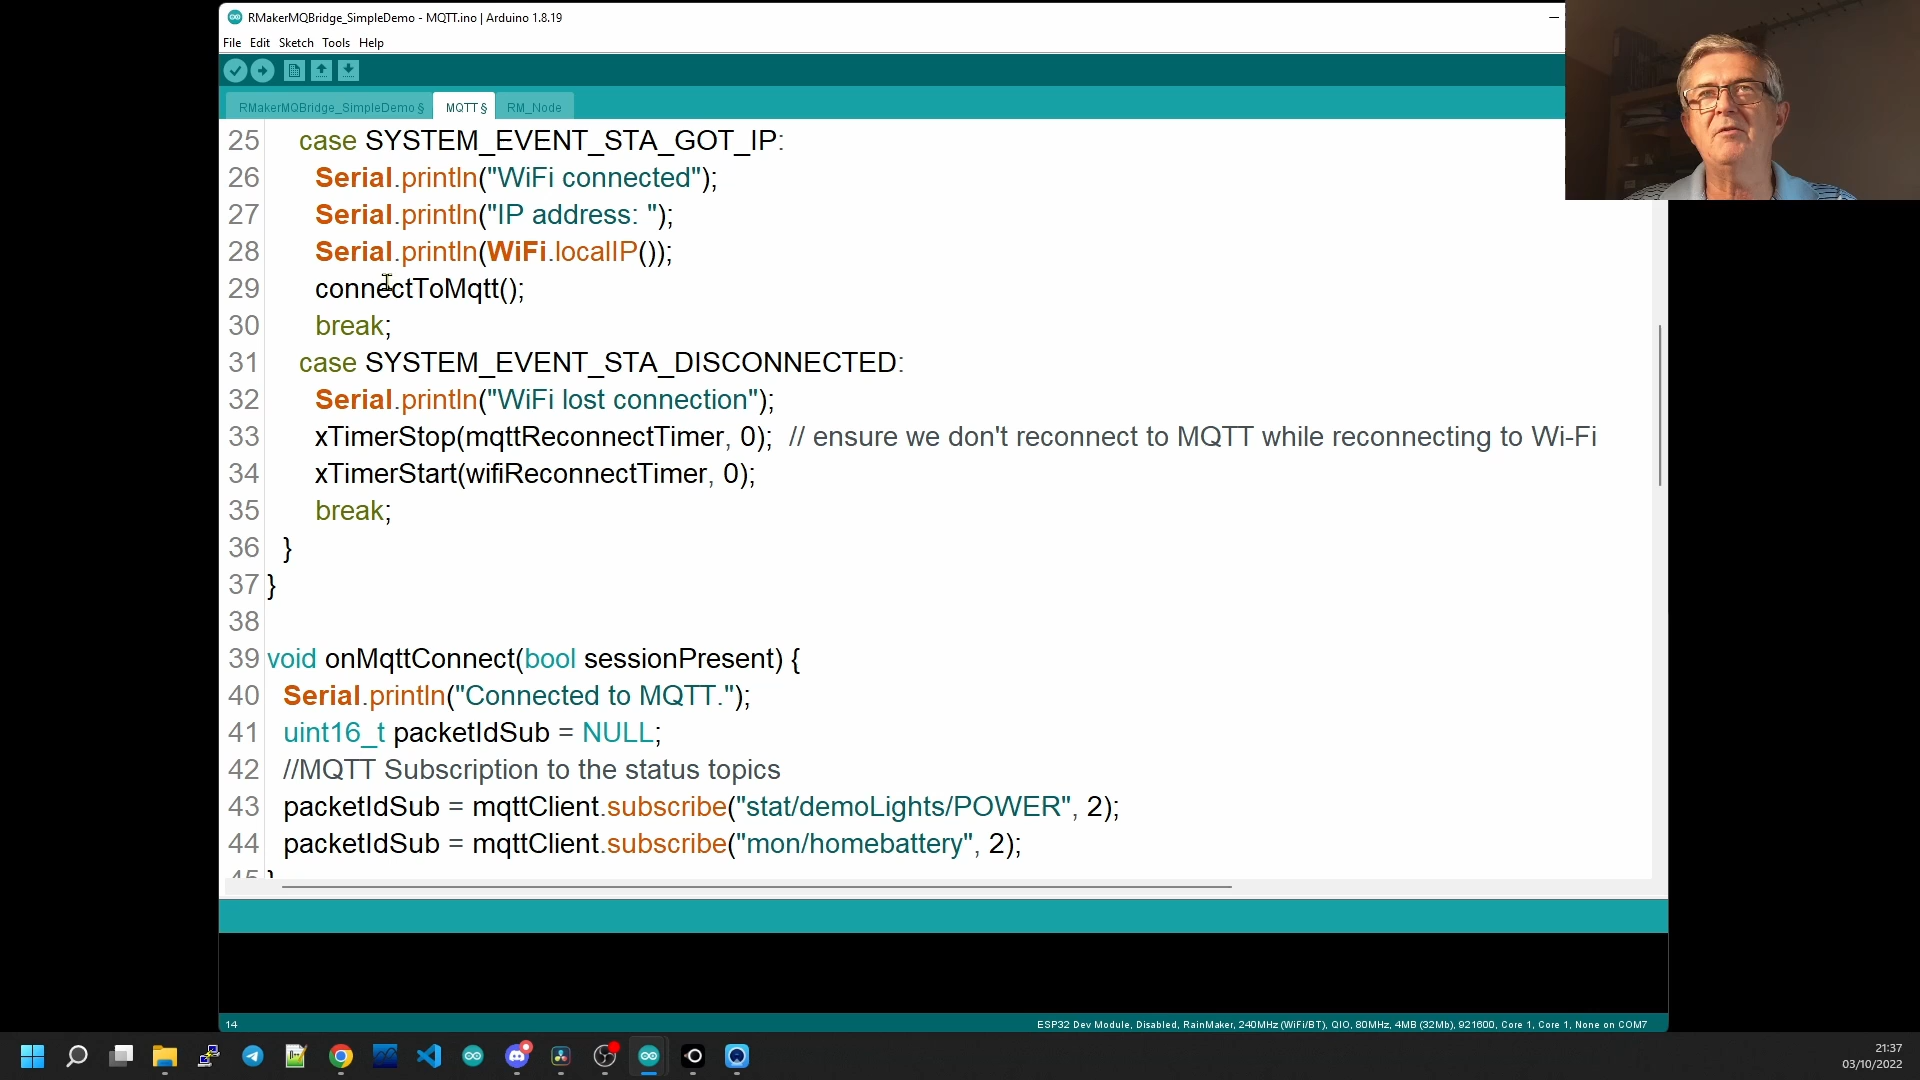 RMakerMQBridge_SimpleDemo - MQTT.ino | Arduino 1.8.19
File Edit Sketch Tools Help
RMakerMQBridge_SimpleDemo § MQTT § RM_Node
25 case SYSTEM_EVENT_STA_GOT_IP:
26 Serial.println("WiFi connected");
27 Serial.println("IP address: ");
28 Serial.println(WiFi.localIP());
29 connectToMqtt();
30 break;
31 case SYSTEM_EVENT_STA_DISCONNECTED:
32 Serial.println("WiFi lost connection");
33 xTimerStop(mqttReconnectTimer, 0); // ensure we don't reconnect to MQTT while reconnecting to Wi-Fi
34 xTimerStart(wifiReconnectTimer, 0);
35 break;
36 }
37 }
38
39 void onMqttConnect(bool sessionPresent) {
40 Serial.println("Connected to MQTT.");
41 uint16_t packetIdSub = NULL;
42 //MQTT Subscription to the status topics
43 packetIdSub = mqttClient.subscribe("stat/demoLights/POWER", 2);
44 packetIdSub = mqttClient.subscribe("mon/homebattery", 2);
45 }
14 ESP32 Dev Module, Disabled, RainMaker, 240MHz (WiFi/BT), QIO, 80MHz, 4MB (32Mb), 921600, Core 1, Core 1, None on COM7
21:37
03/10/2022